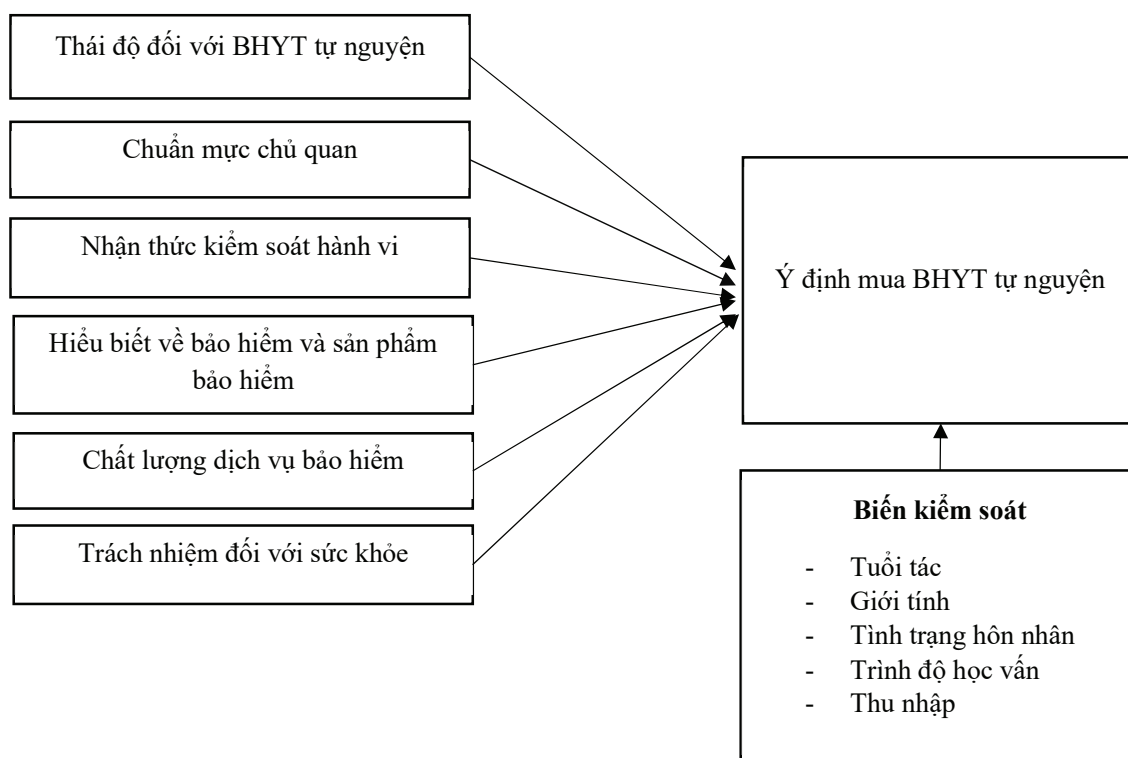 Thái độ đối với BHYT tự nguyện
Chuẩn mực chủ quan
Nhận thức kiểm soát hành vi
Hiểu biết về bảo hiểm và sản phẩm
bảo hiểm
Chất lượng dịch vụ bảo hiểm
Trách nhiệm đối với sức khỏe
Ý định mua BHYT tự nguyện
Biến kiểm soát
- Tuổi tác
- Giới tính
- Tình trạng hôn nhân
- Trình độ học vấn
- Thu nhập